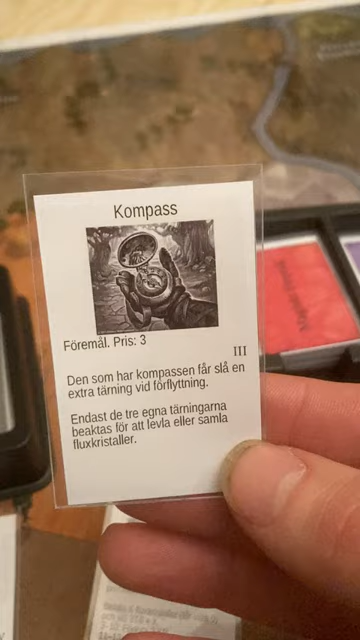 Kompass
Föremål. Pris: 3
III
Den som har kompassen får slå en
extra tärning vid förflyttning.
Endast de tre egna tärningarna
beaktas för att levla eller samla
fluxkristaller.